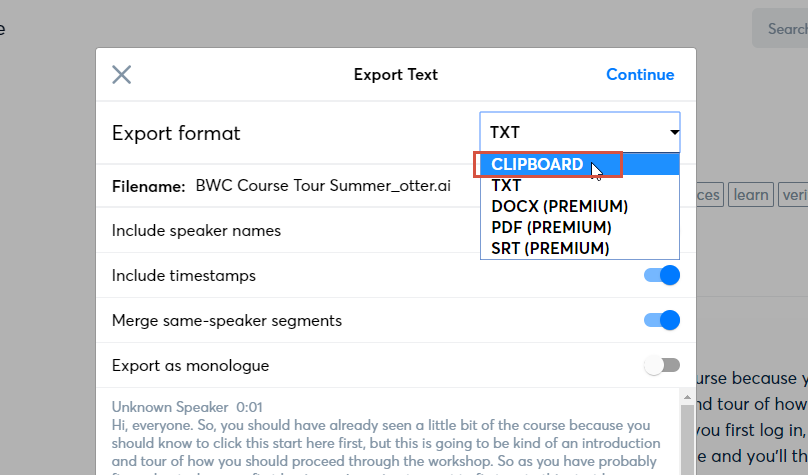 e
Search
Export Text
Continue
Export format
TXT
CLIPBOARD
TXT
DOCX (PREMIUM)
PDF (PREMIUM)
SRT (PREMIUM)
Filename: BWC Course Tour Summer_otter.ai
Include speaker names
Include timestamps
Merge same-speaker segments
Export as monologue
Unknown Speaker 0:01
Hi, everyone. So, you should have already seen a little bit of the course because you
should know to click this start here first, but this is going to be kind of an introduction
and tour of how you should proceed through the workshop. So as you have probably
ces
learn
veri
urse because y
nd tour of how
you first log in,
e and you'll th